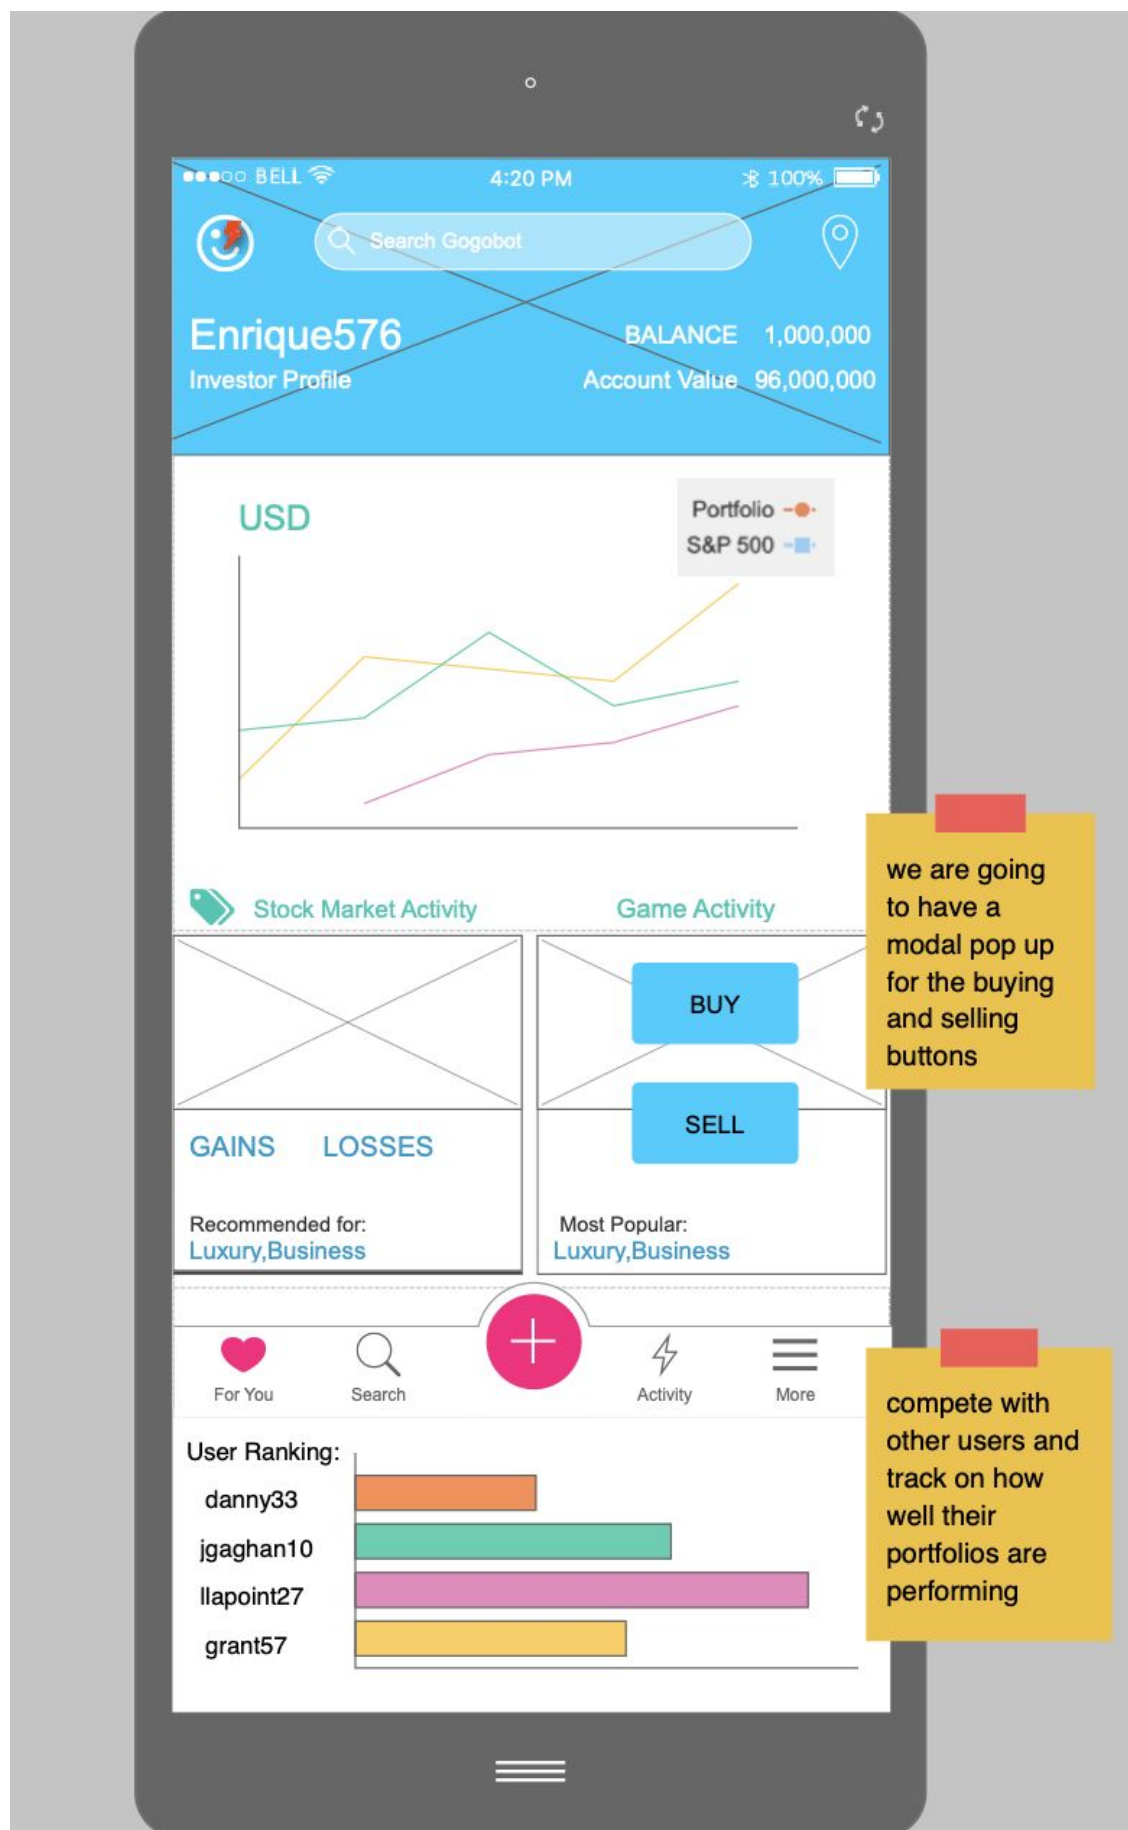 BELL 4:20 PM 100%
Search Gogobot
Enrique576 BALANCE 1,000,000
Investor Profile Account Value 96,000,000
USD
Portfolio
S&P 500
Stock Market Activity Game Activity
BUY
SELL
GAINS LOSSES
Recommended for:
Luxury,Business
Most Popular:
Luxury,Business
we are going
to have a
modal pop up
for the buying
and selling
buttons
For You Search Activity More
User Ranking:
danny33
jgaghan10
llapoint27
grant57
compete with
other users and
track on how
well their
portfolios are
performing